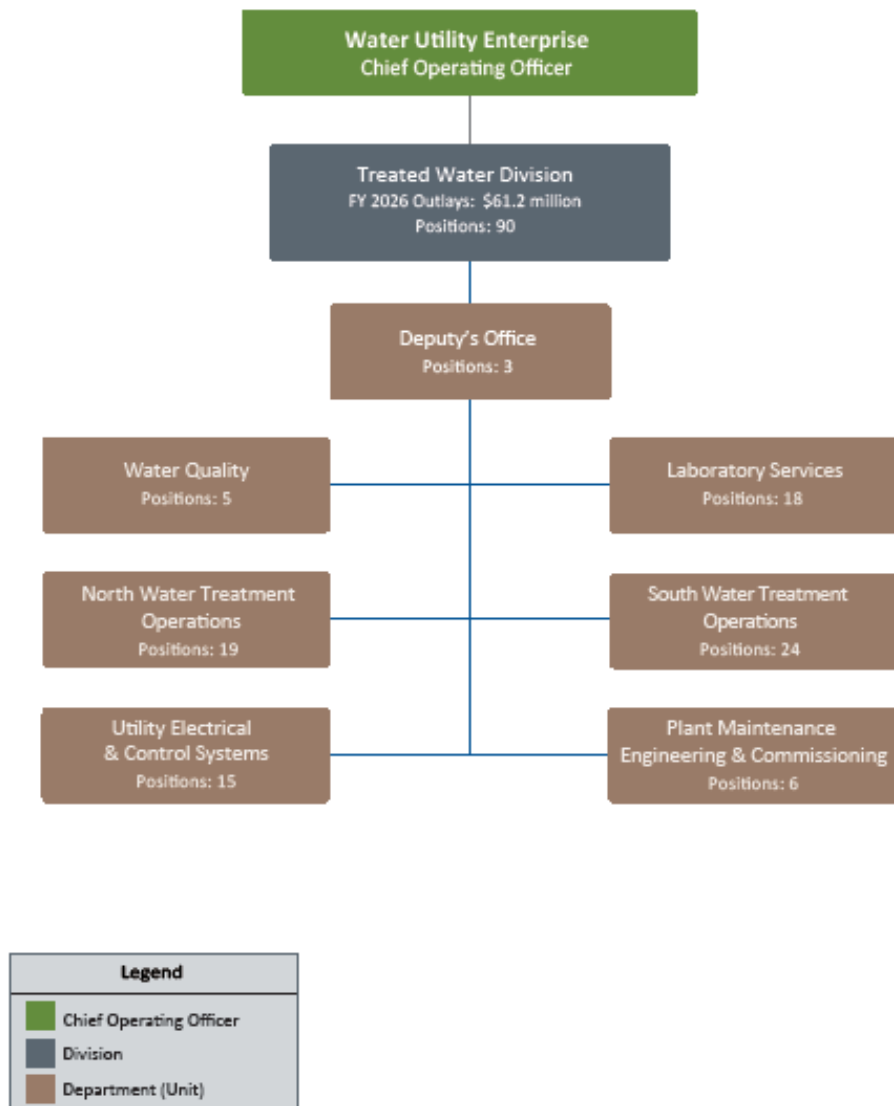 Water Utility Enterprise
Chief Operating Officer
Treated Water Division
FY 2026 Outlays: $61.2 million
Positions: 90
Deputy’s Office
Positions: 3
Water Quality
Positions: 5
Laboratory Services
Positions: 18
North Water Treatment
Operations
Positions: 19
South Water Treatment
Operations
Positions: 24
Utility Electrical
& Control Systems
Positions: 15
Plant Maintenance
Engineering & Commissioning
Positions: 6
Legend
Chief Operating Officer
Division
Department (Unit)